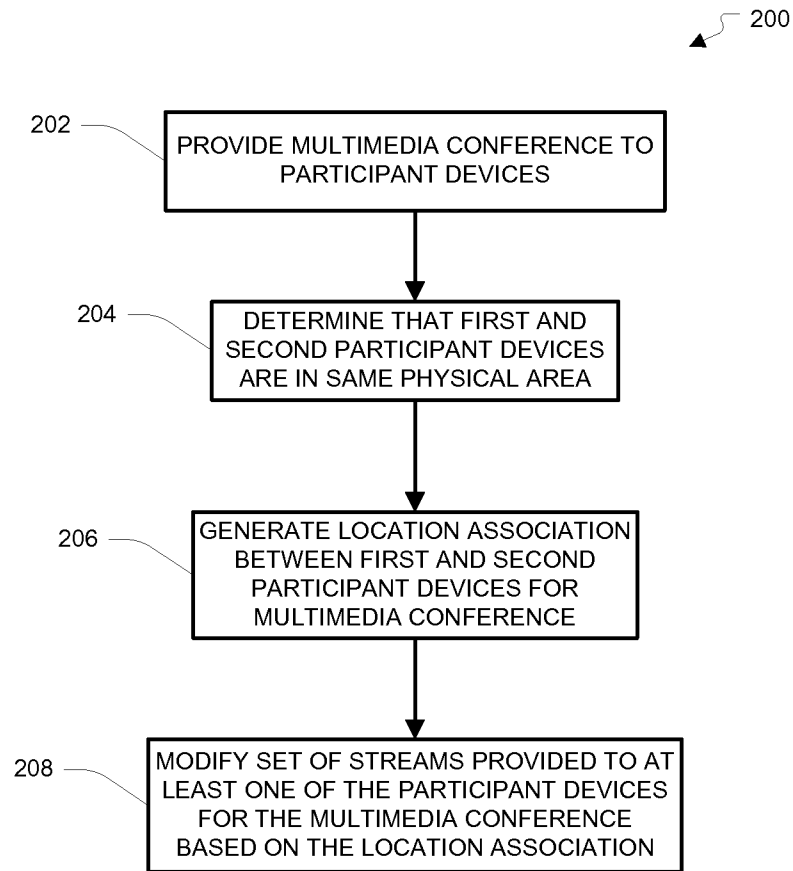 200
202
PROVIDE MULTIMEDIA CONFERENCE TO
PARTICIPANT DEVICES
204
DETERMINE THAT FIRST AND
SECOND PARTICIPANT DEVICES
ARE IN SAME PHYSICAL AREA
206
GENERATE LOCATION ASSOCIATION
BETWEEN FIRST AND SECOND
PARTICIPANT DEVICES FOR
MULTIMEDIA CONFERENCE
208
MODIFY SET OF STREAMS PROVIDED TO AT
LEAST ONE OF THE PARTICIPANT DEVICES
FOR THE MULTIMEDIA CONFERENCE
BASED ON THE LOCATION ASSOCIATION